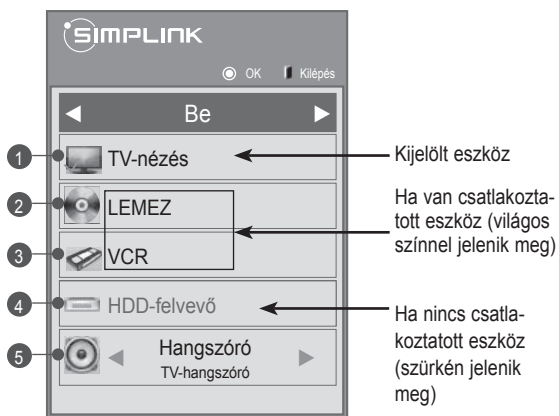 SIMPLINK
OK Kilépés
Be
1 TV-nézés
Kijelölt eszköz
2 LEMEZ
3 VCR
Ha van csatlakozta-
tott eszköz (világos
színnel jelenik meg)
4 HDD-felvevő
Ha nincs csatla-
koztatott eszköz
(szürkén jelenik
meg)
5 Hangszóró
TV-hangszóró